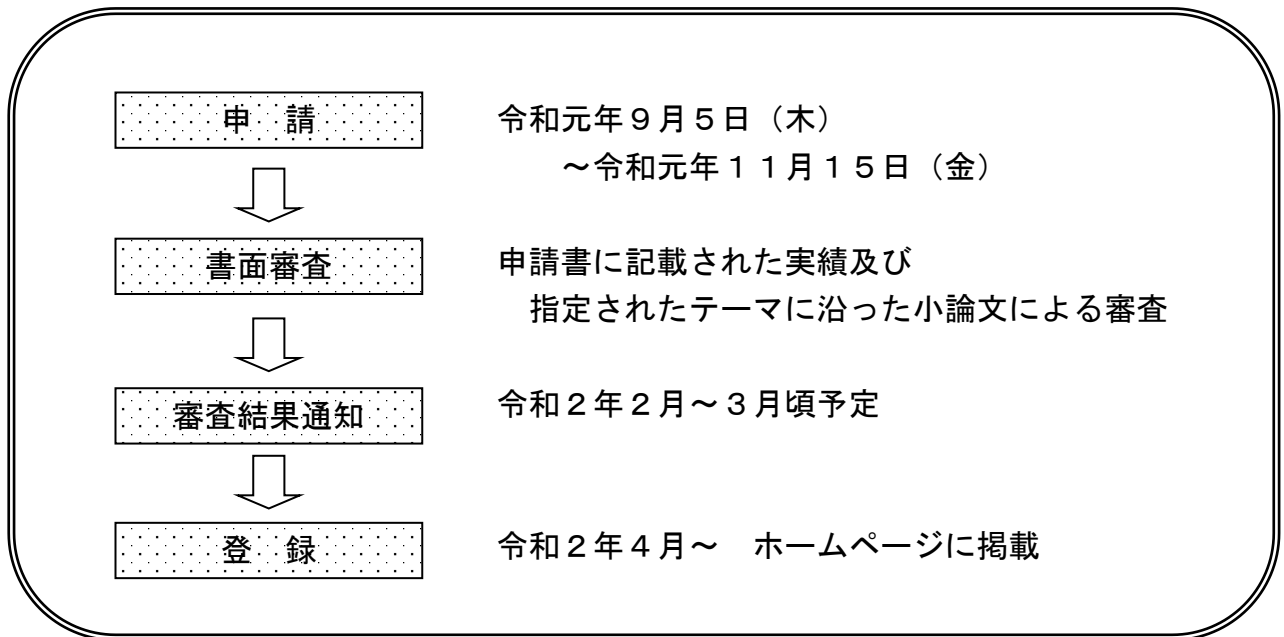 申　請
令和元年９月５日（木）
～令和元年１１月１５日（金）
書面審査
申請書に記載された実績及び
指定されたテーマに沿った小論文による審査
審査結果通知
令和２年２月～３月頃予定
登　録
令和２年４月～　ホームページに掲載